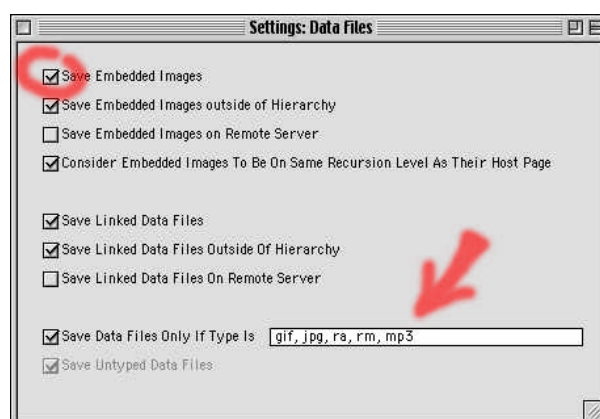 Settings: Data Files
Save Embedded Images
Save Embedded Images outside of Hierarchy
Save Embedded Images on Remote Server
Consider Embedded Images To Be On Same Recursion Level As Their Host Page
Save Linked Data Files
Save Linked Data Files Outside Of Hierarchy
Save Linked Data Files On Remote Server
Save Data Files Only If Type Is gif, jpg, ra, rm, mp3
Save Untyped Data Files